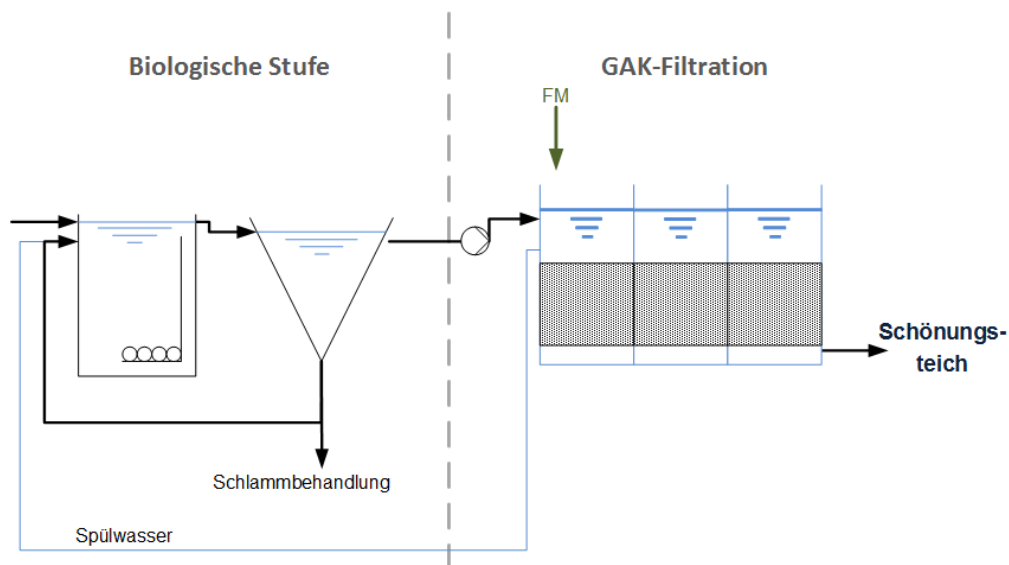 Biologische Stufe
GAK-Filtration
FM
Schönungs-
teich
Schlammbehandlung
Spülwasser